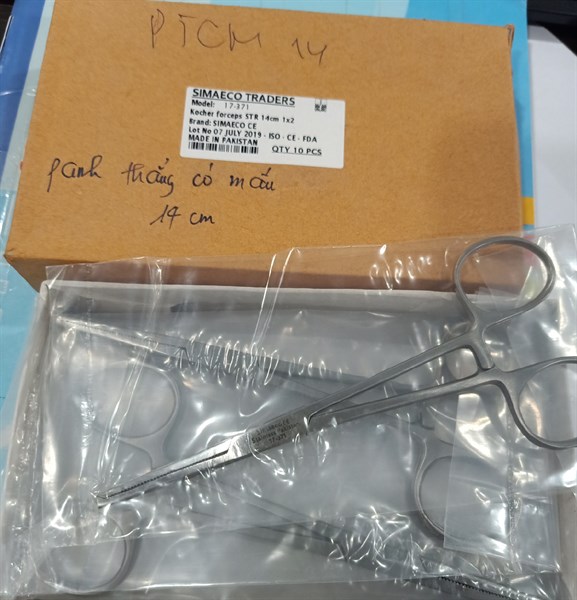 PTCM 14
SIMAECO TRADERS
Model: 17-371
Kocher forceps STR 14cm 1x2
Brand: SIMAECO CE
Lot No 07 JULY 2019 - ISO - CE - FDA
MADE IN PAKISTAN
QTY 10 PCS
panh thẳng có mấu
14 cm